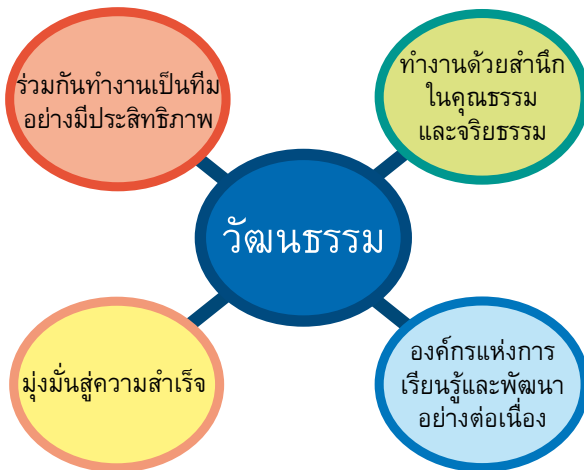 ร่วมกันทำงานเป็นทีม
อย่างมีประสิทธิภาพ
ทำงานด้วยสำนึก
ในคุณธรรม
และจริยธรรม
วัฒนธรรม
มุ่งมั่นสู่ความสำเร็จ
องค์กรแห่งการ
เรียนรู้และพัฒนา
อย่างต่อเนื่อง